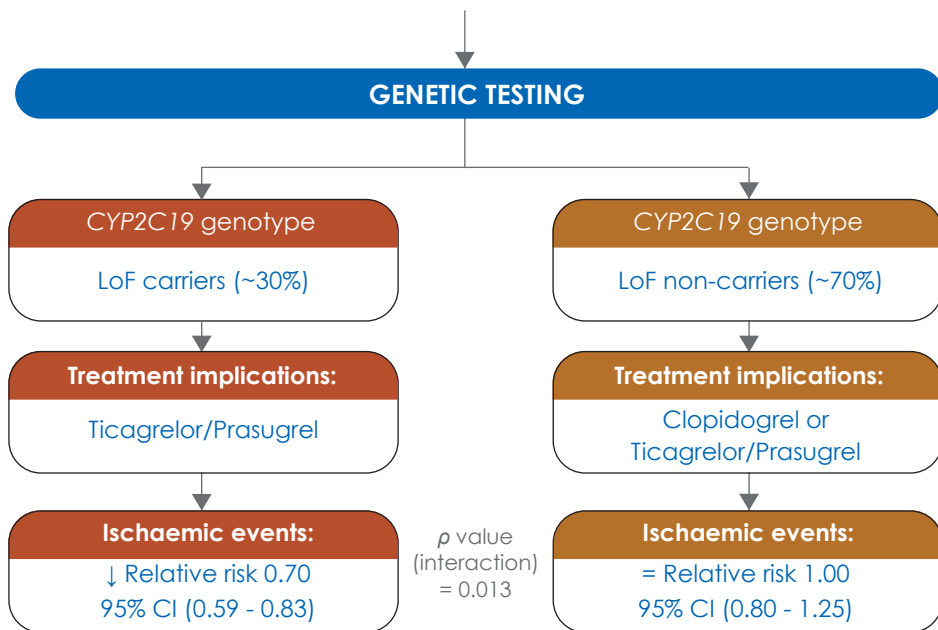 GENETIC TESTING
CYP2C19 genotype
LoF carriers (~30%)
Treatment implications:
Ticagrelor/Prasugrel
Ischaemic events:
↓ Relative risk 0.70
95% CI (0.59 - 0.83)
ρ value
(interaction)
= 0.013
CYP2C19 genotype
LoF non-carriers (~70%)
Treatment implications:
Clopidogrel or
Ticagrelor/Prasugrel
Ischaemic events:
= Relative risk 1.00
95% CI (0.80 - 1.25)